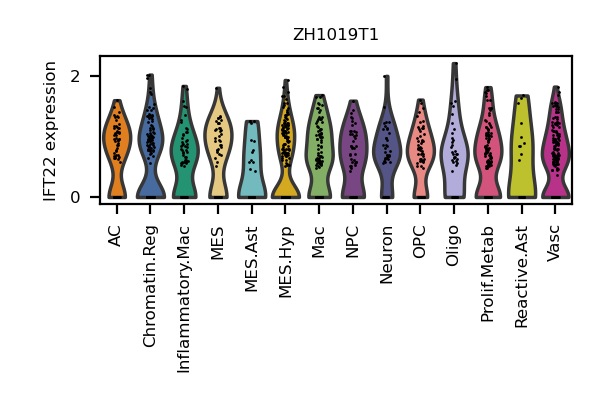 ZH1019T1
IFT22 expression
2
0
AC
Chromatin.Reg
Inflammatory.Mac
MES
MES.Ast
MES.Hyp
Mac
NPC
Neuron
OPC
Oligo
Prolif.Metab
Reactive.Ast
Vasc